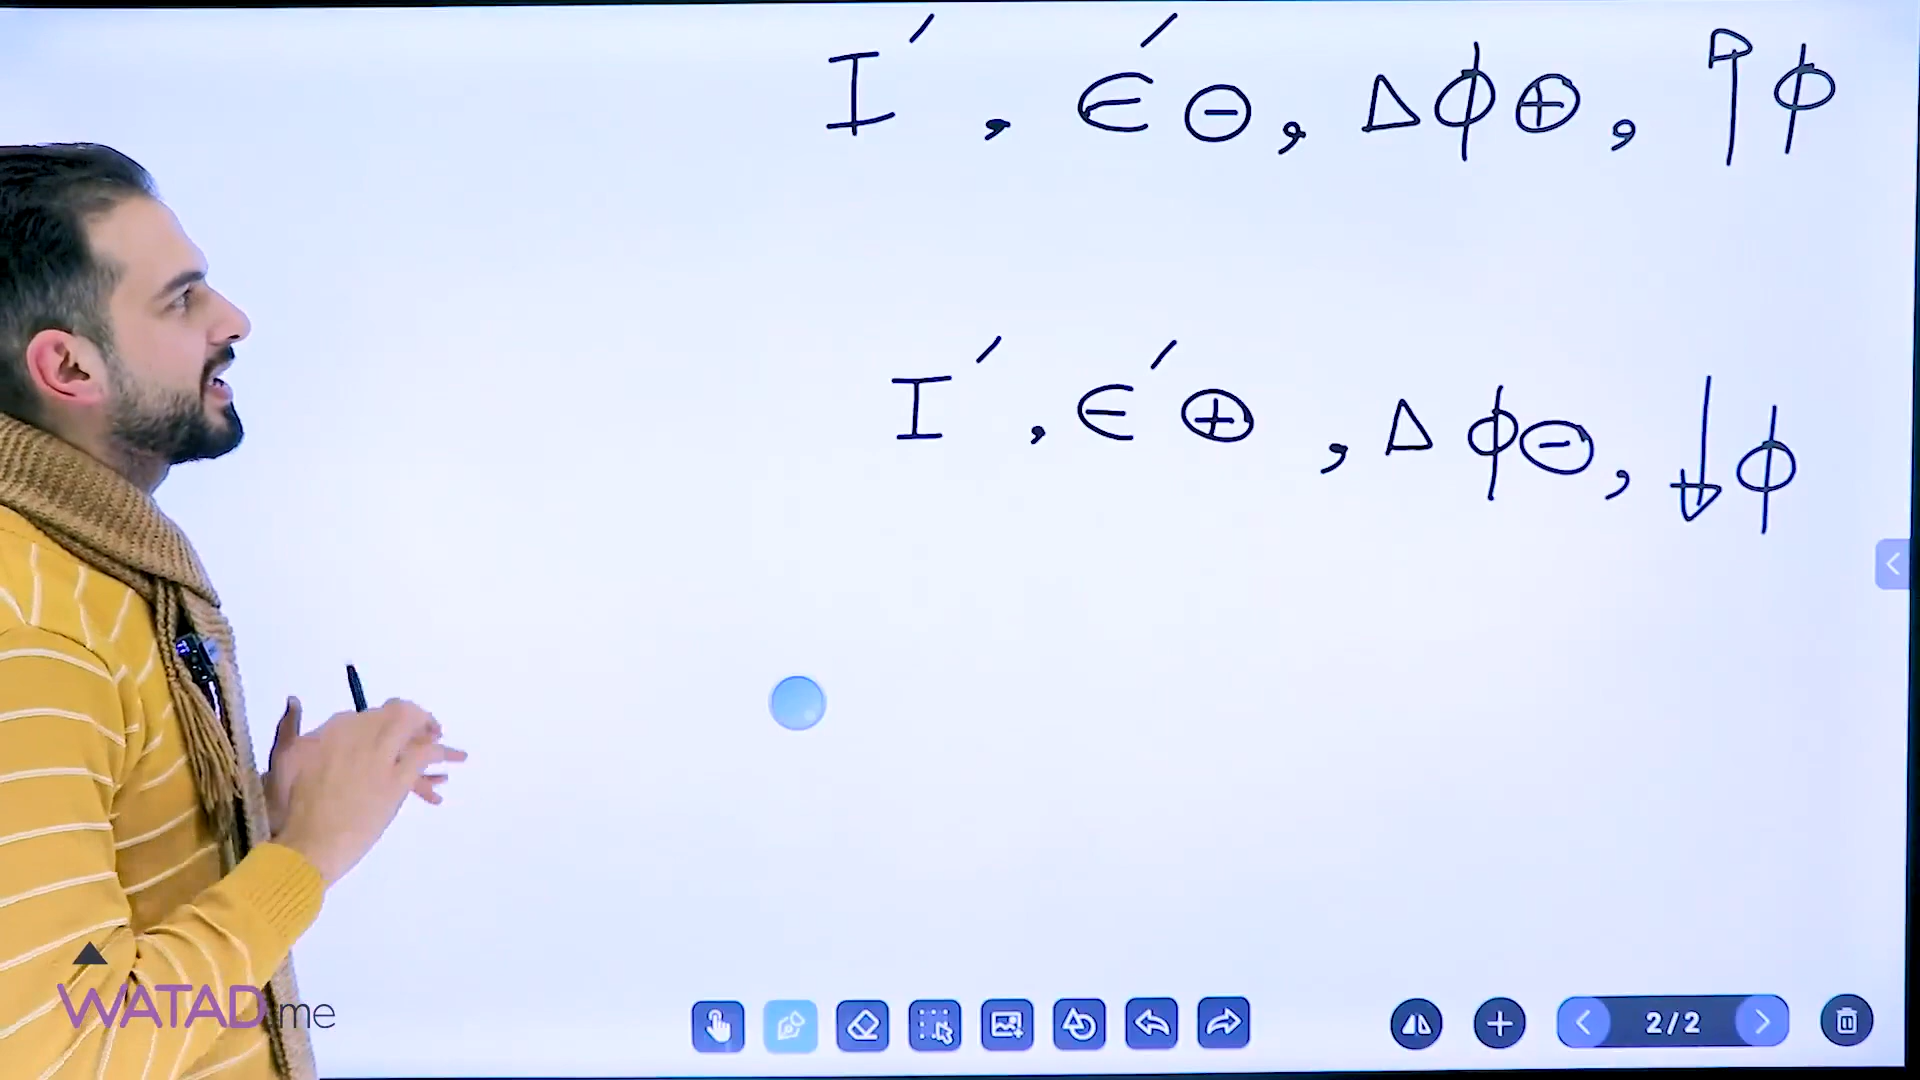 I′ , ϵ′ ⊖ , Δϕ ⊕ , ↑ϕ
I′ , ϵ′ ⊕ , Δϕ ⊖ , ↓ϕ
WATAD.me
2/2